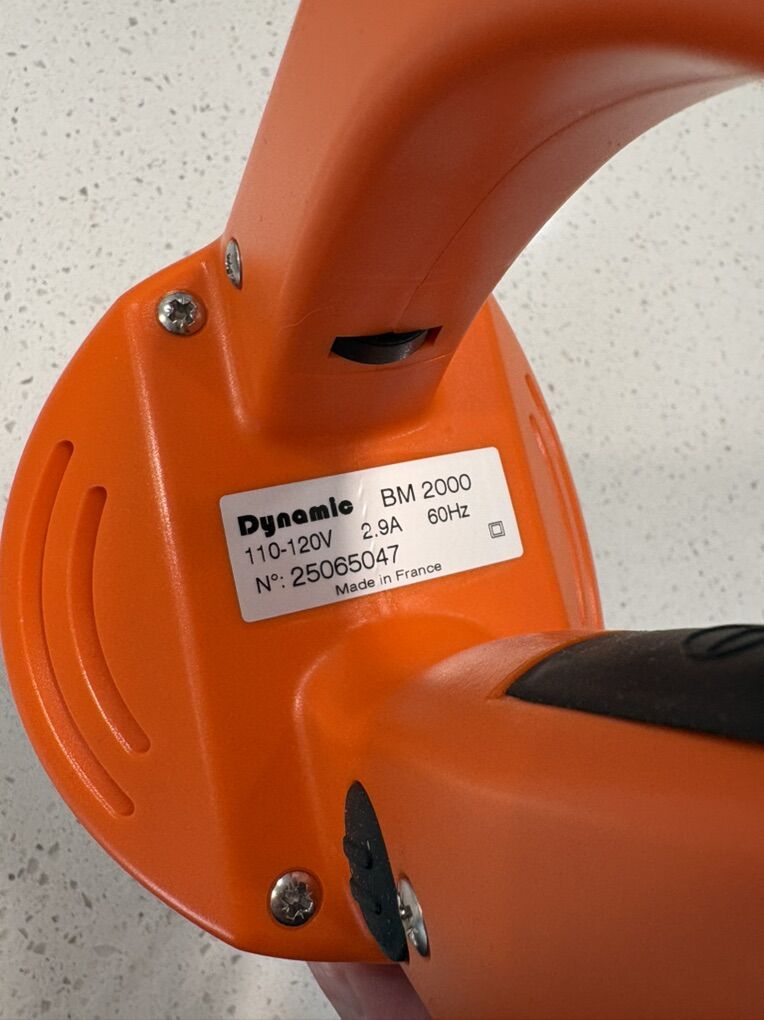 Dynamic BM 2000
110-120V 2.9A 60Hz
N°: 25065047
Made in France